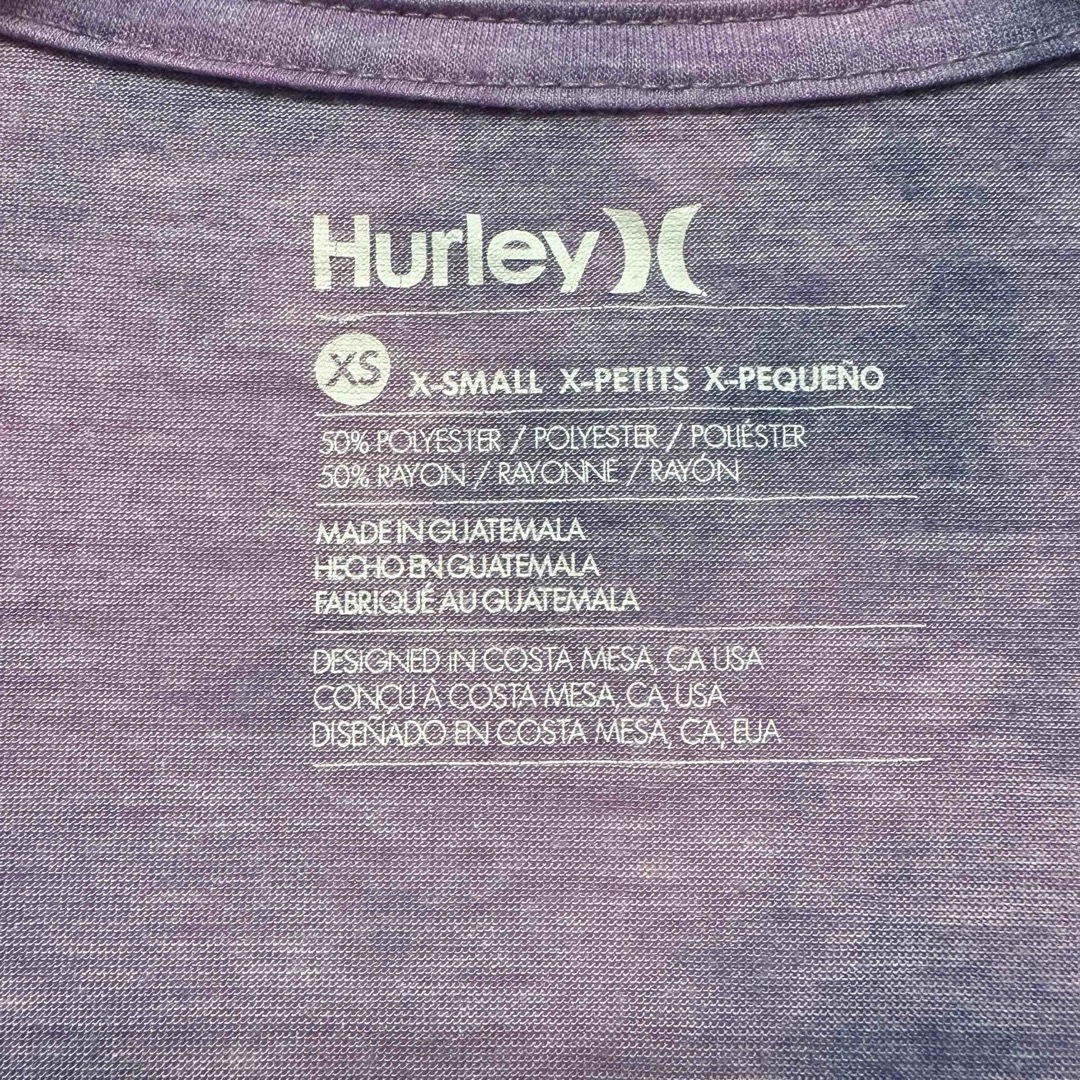 Hurley
XS X-SMALL X-PETITS X-PEQUEÑO
50% POLYESTER / POLYESTER / POLIÉSTER
50% RAYON / RAYONNE / RAYÓN
MADE IN GUATEMALA
HECHO EN GUATEMALA
FABRIQUÉ AU GUATEMALA
DESIGNED IN COSTA MESA, CA USA
CONÇU À COSTA MESA, CA, USA
DISEÑADO EN COSTA MESA, CA, EUA